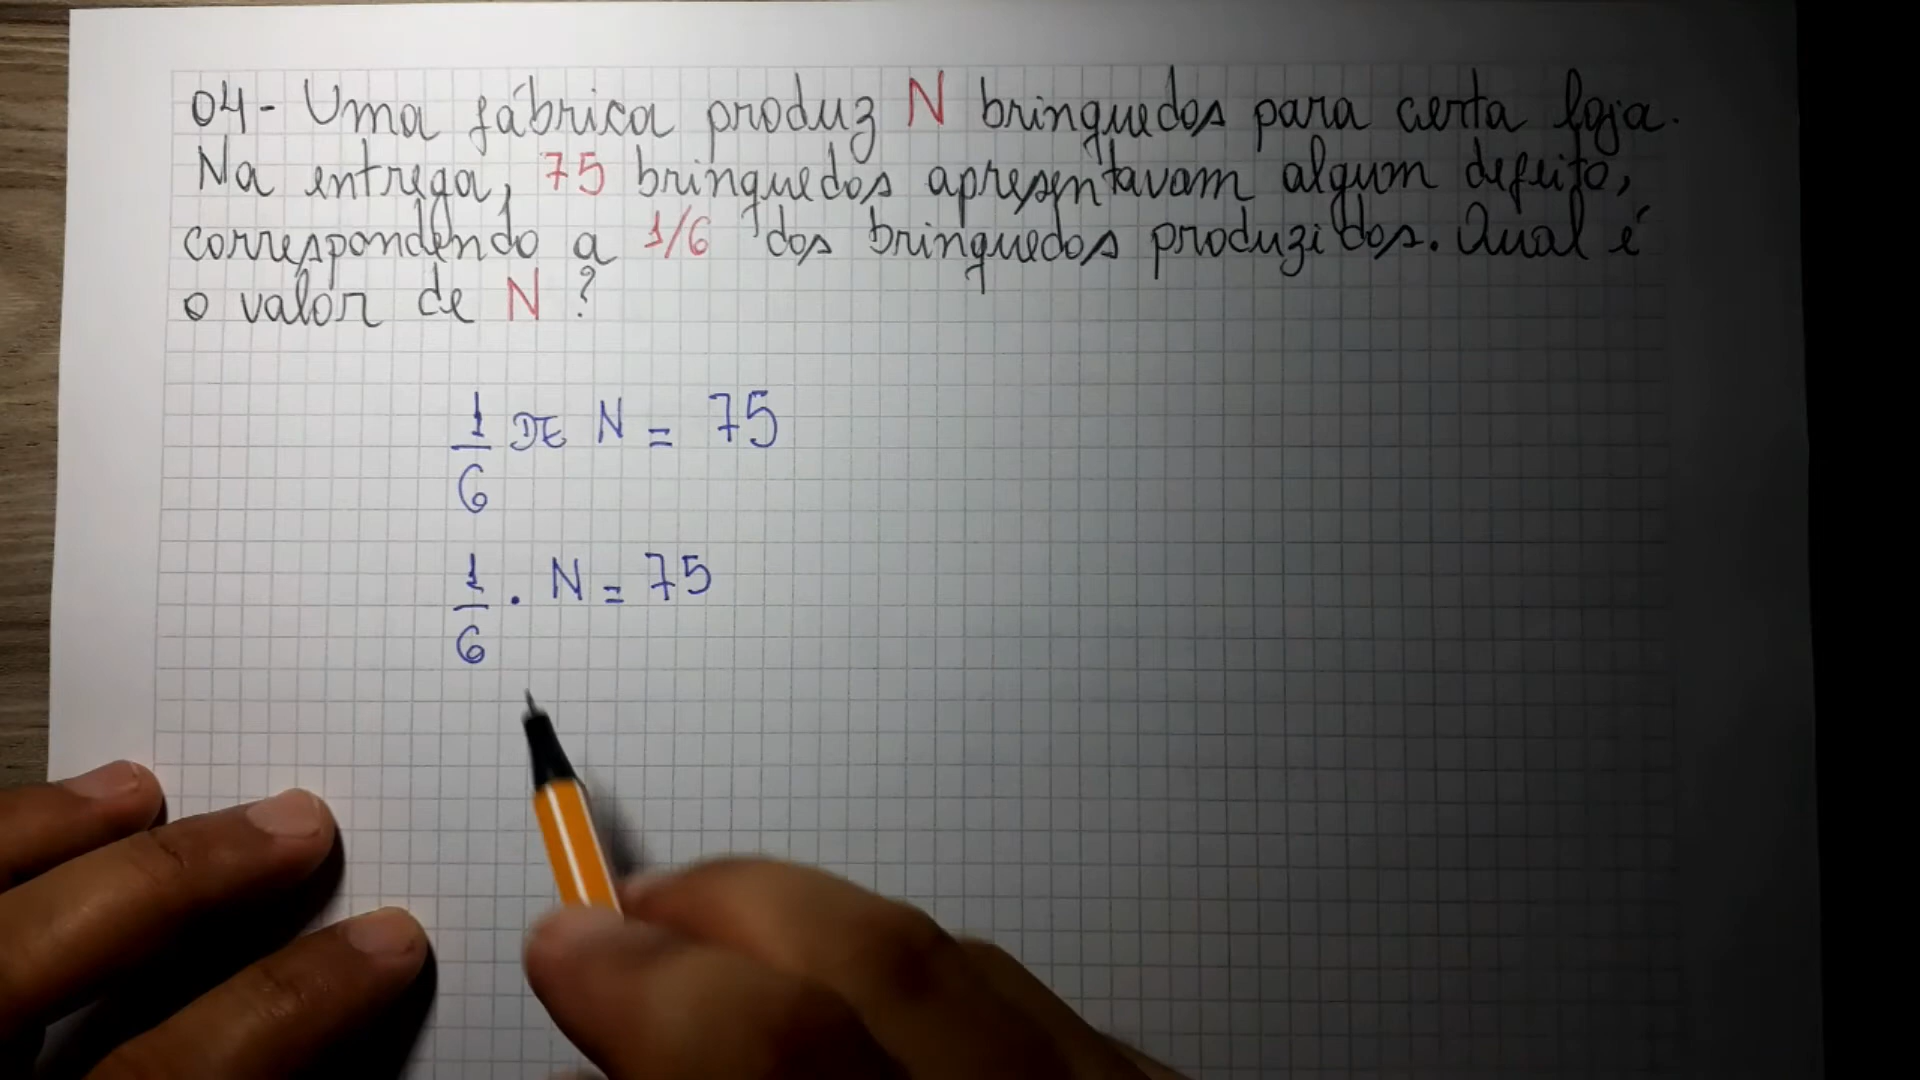 04- Uma fábrica produz N brinquedos para certa loja.
Na entrega, 75 brinquedos apresentavam algum defeito,
correspondendo a 1/6 dos brinquedos produzidos. Qual é
o valor de N ?
1/6 DE N = 75
1/6 . N = 75